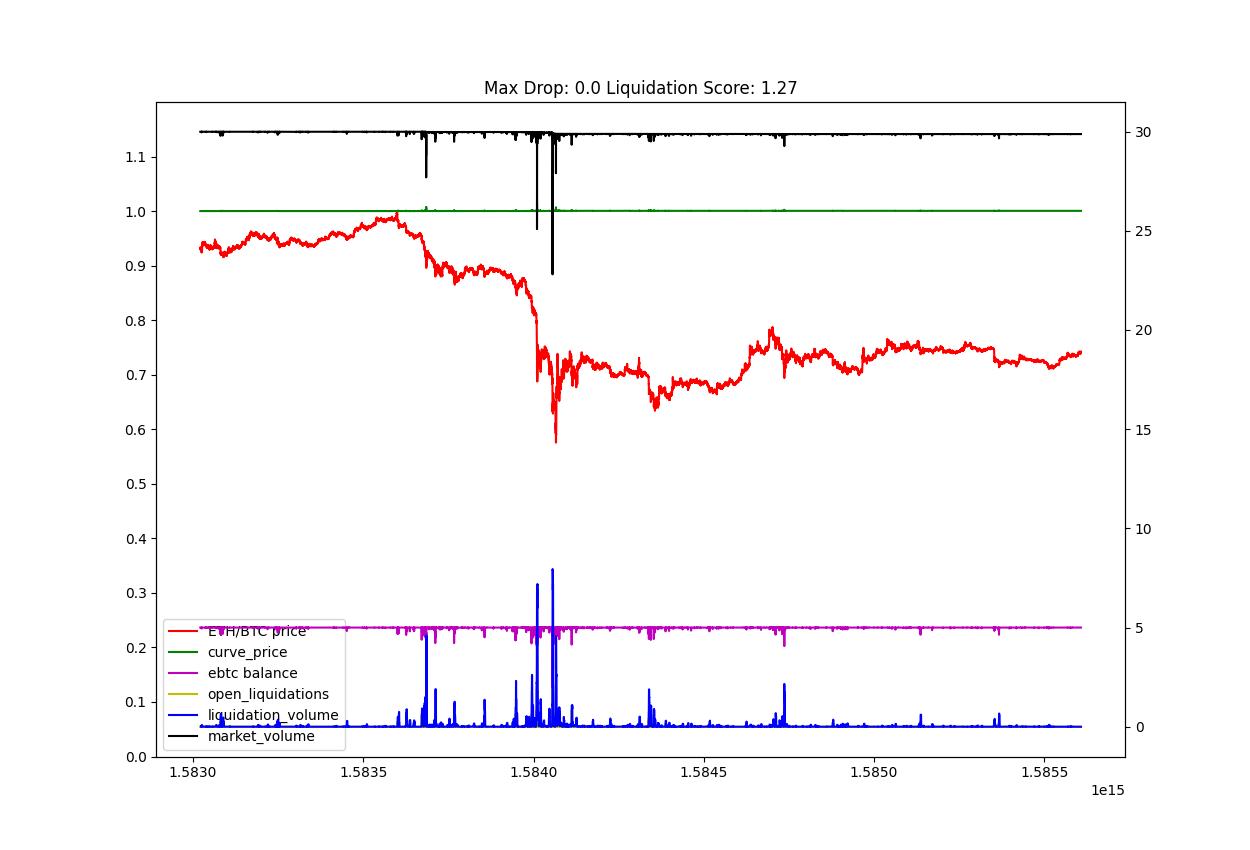 Max Drop: 0.0 Liquidation Score: 1.27
1.1
1.0
0.9
0.8
0.7
0.6
0.5
0.4
0.3
0.2
0.1
0.0
30
25
20
15
10
5
0
ETH/BTC price
curve_price
ebtc balance
open_liquidations
liquidation_volume
market_volume
1.5830 1.5835 1.5840 1.5845 1.5850 1.5855
1e15